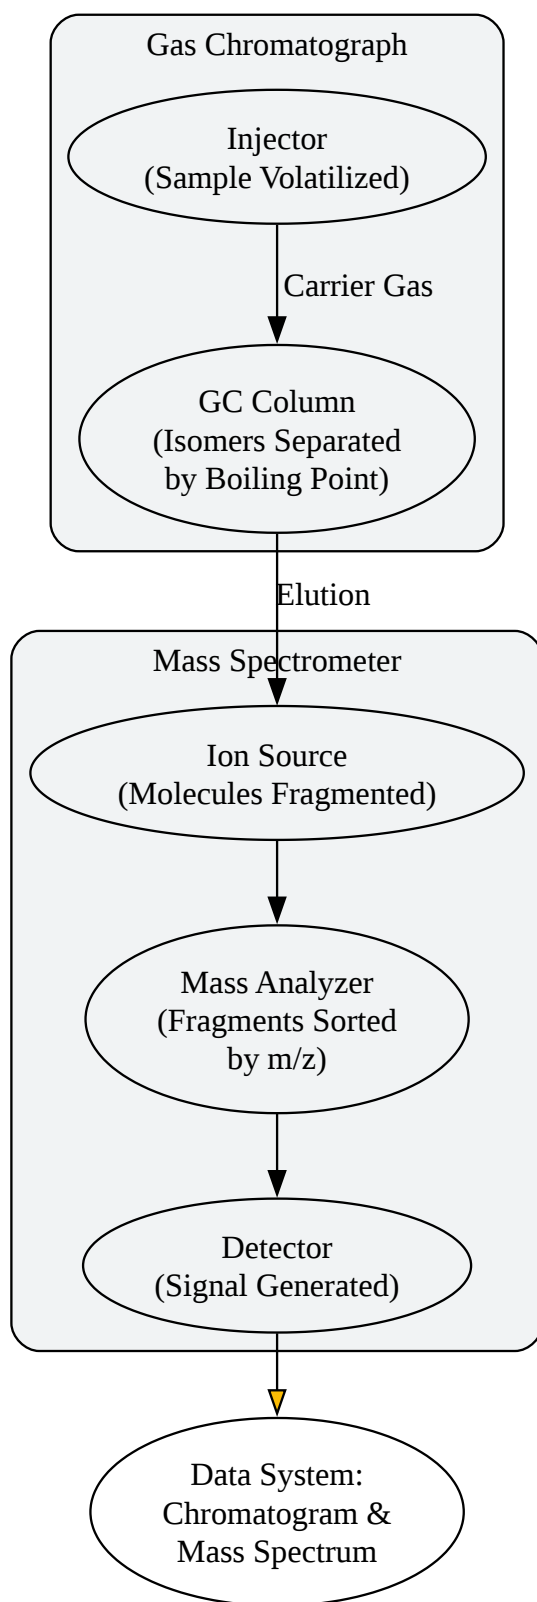 Gas Chromatograph
Injector
(Sample Volatilized)
Carrier Gas
GC Column
(Isomers Separated
by Boiling Point)
Elution
Mass Spectrometer
Ion Source
(Molecules Fragmented)
Mass Analyzer
(Fragments Sorted
by m/z)
Detector
(Signal Generated)
Data System:
Chromatogram &
Mass Spectrum